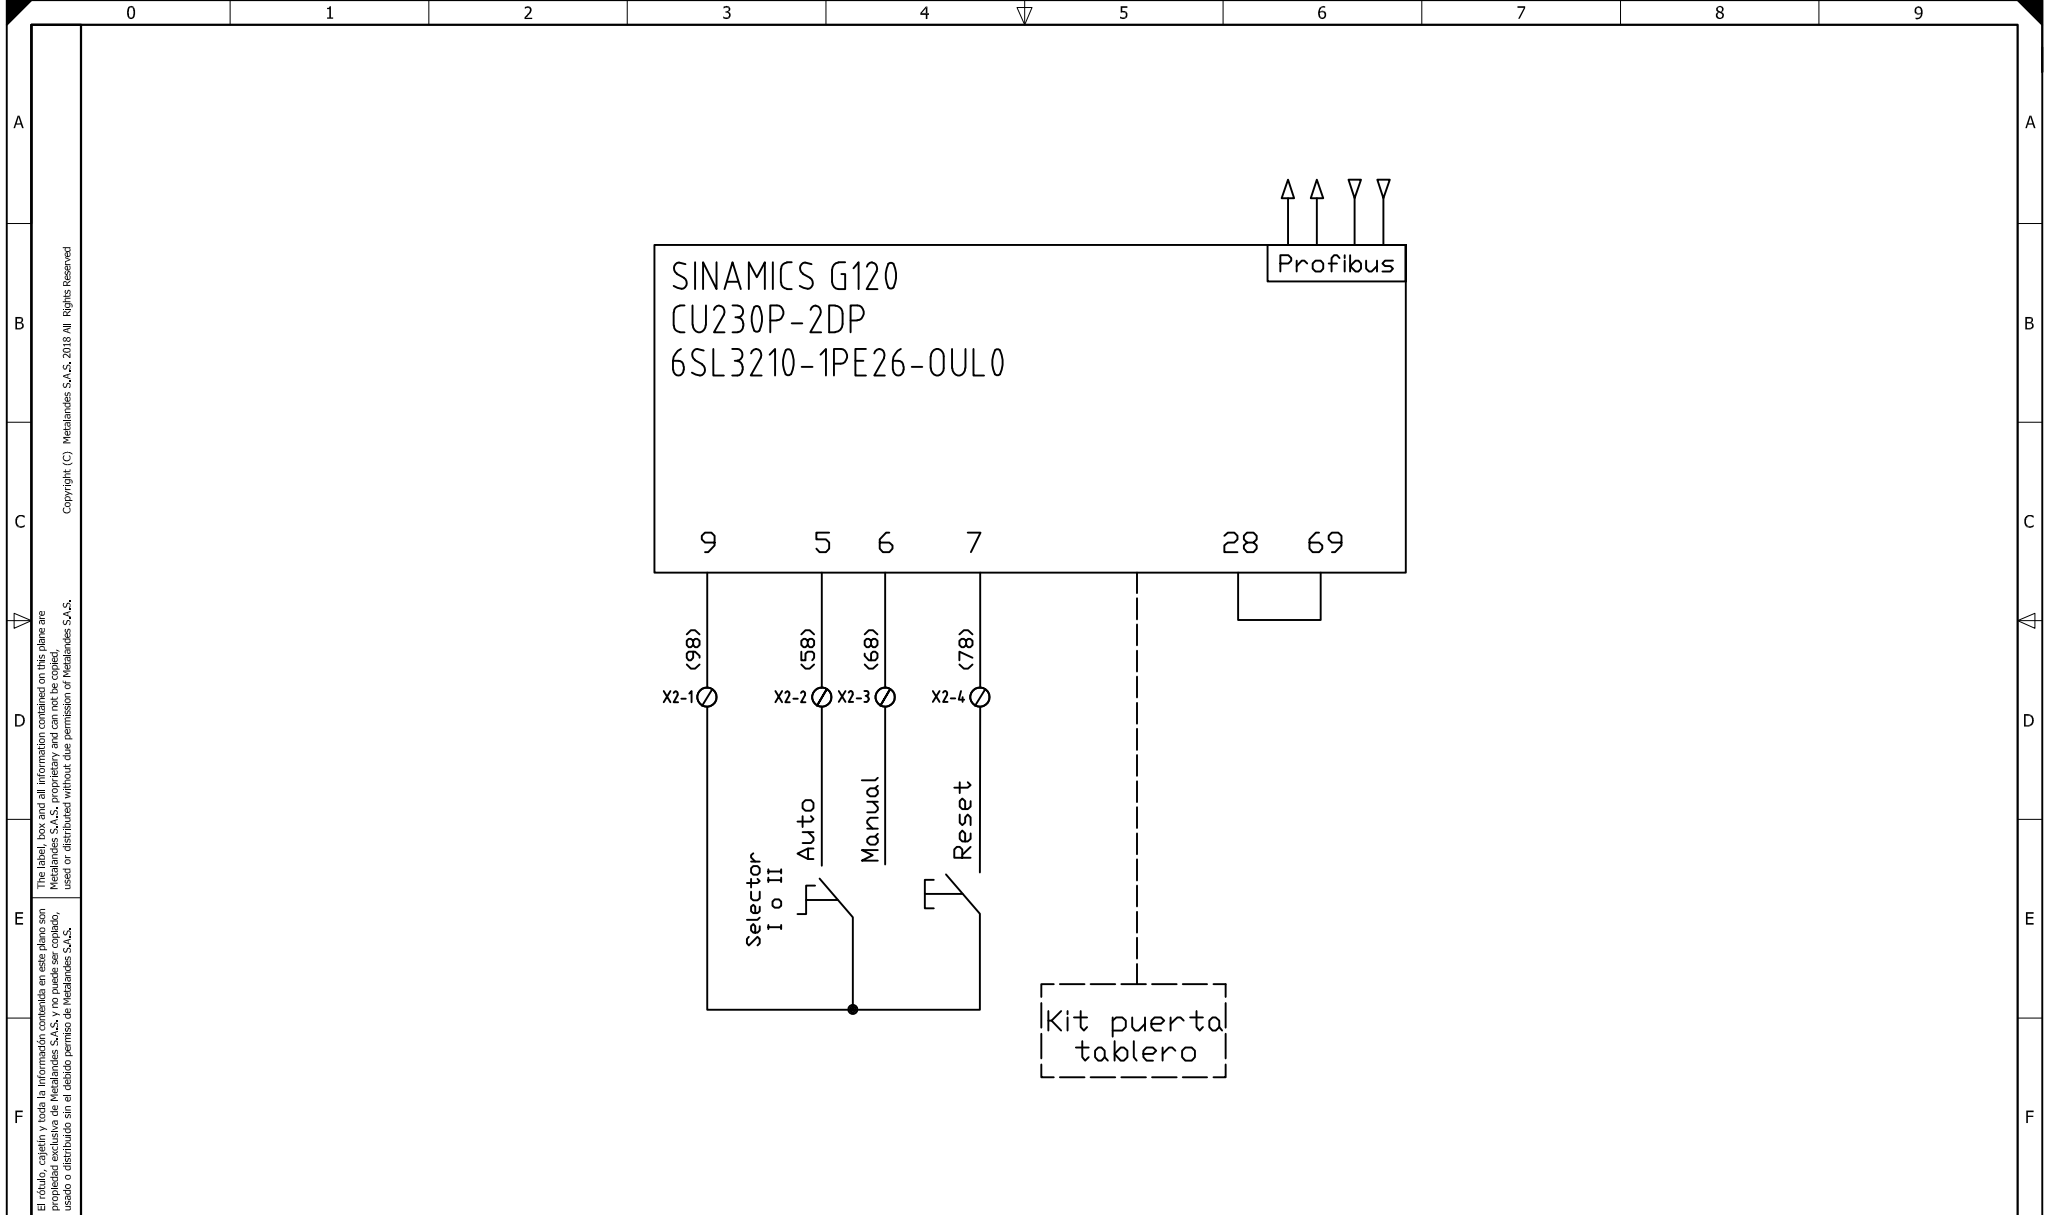 0 1 2 3 4 5 6 7 8 9
A A
B B
C C
D D
E E
F F
Copyright (C) Metalandes S.A.S. 2018 All Rights Reserved
The label, box and all information contained on this plane are
Metalandes S.A.S. proprietary and can not be copied,
used or distributed without due permission of Metalandes S.A.S.
El rótulo, cajetín y toda la información contenida en este plano son
propiedad exclusiva de Metalandes S.A.S. y no puede ser copiado,
usado o distribuido sin el debido permiso de Metalandes S.A.S.
Profibus
SINAMICS G120
CU230P-2DP
6SL3210-1PE26-0UL0
9 5 6 7 28 69
(98) (58) (68) (78)
X2-1 X2-2 X2-3 X2-4
Auto
Manual
Reset
Selector
I o II
Kit puerta
tablero